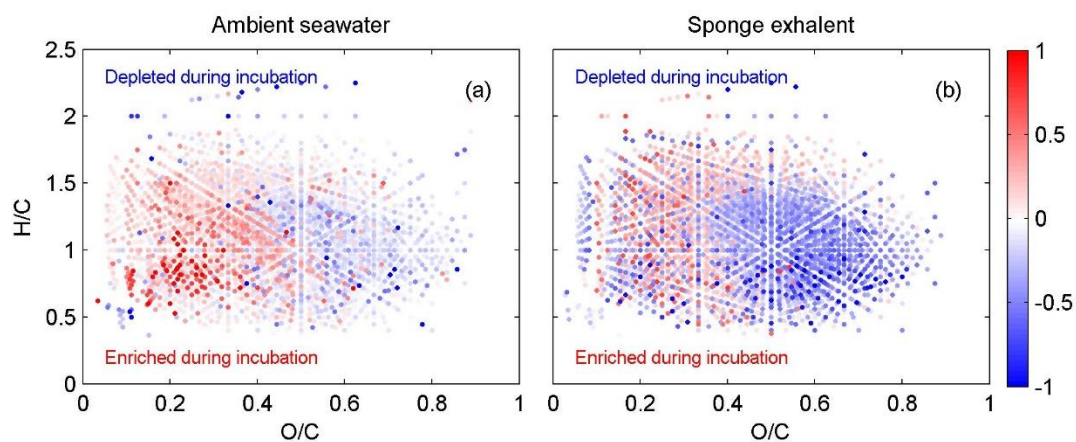 Ambient seawater
Sponge exhalent
2.5
2
1.5
1
0.5
0
H/C
Depleted during incubation
(a)
Enriched during incubation
0
0.2
0.4
0.6
0.8
1
O/C
Depleted during incubation
(b)
Enriched during incubation
0
0.2
0.4
0.6
0.8
1
O/C
1
0.5
0
-0.5
-1